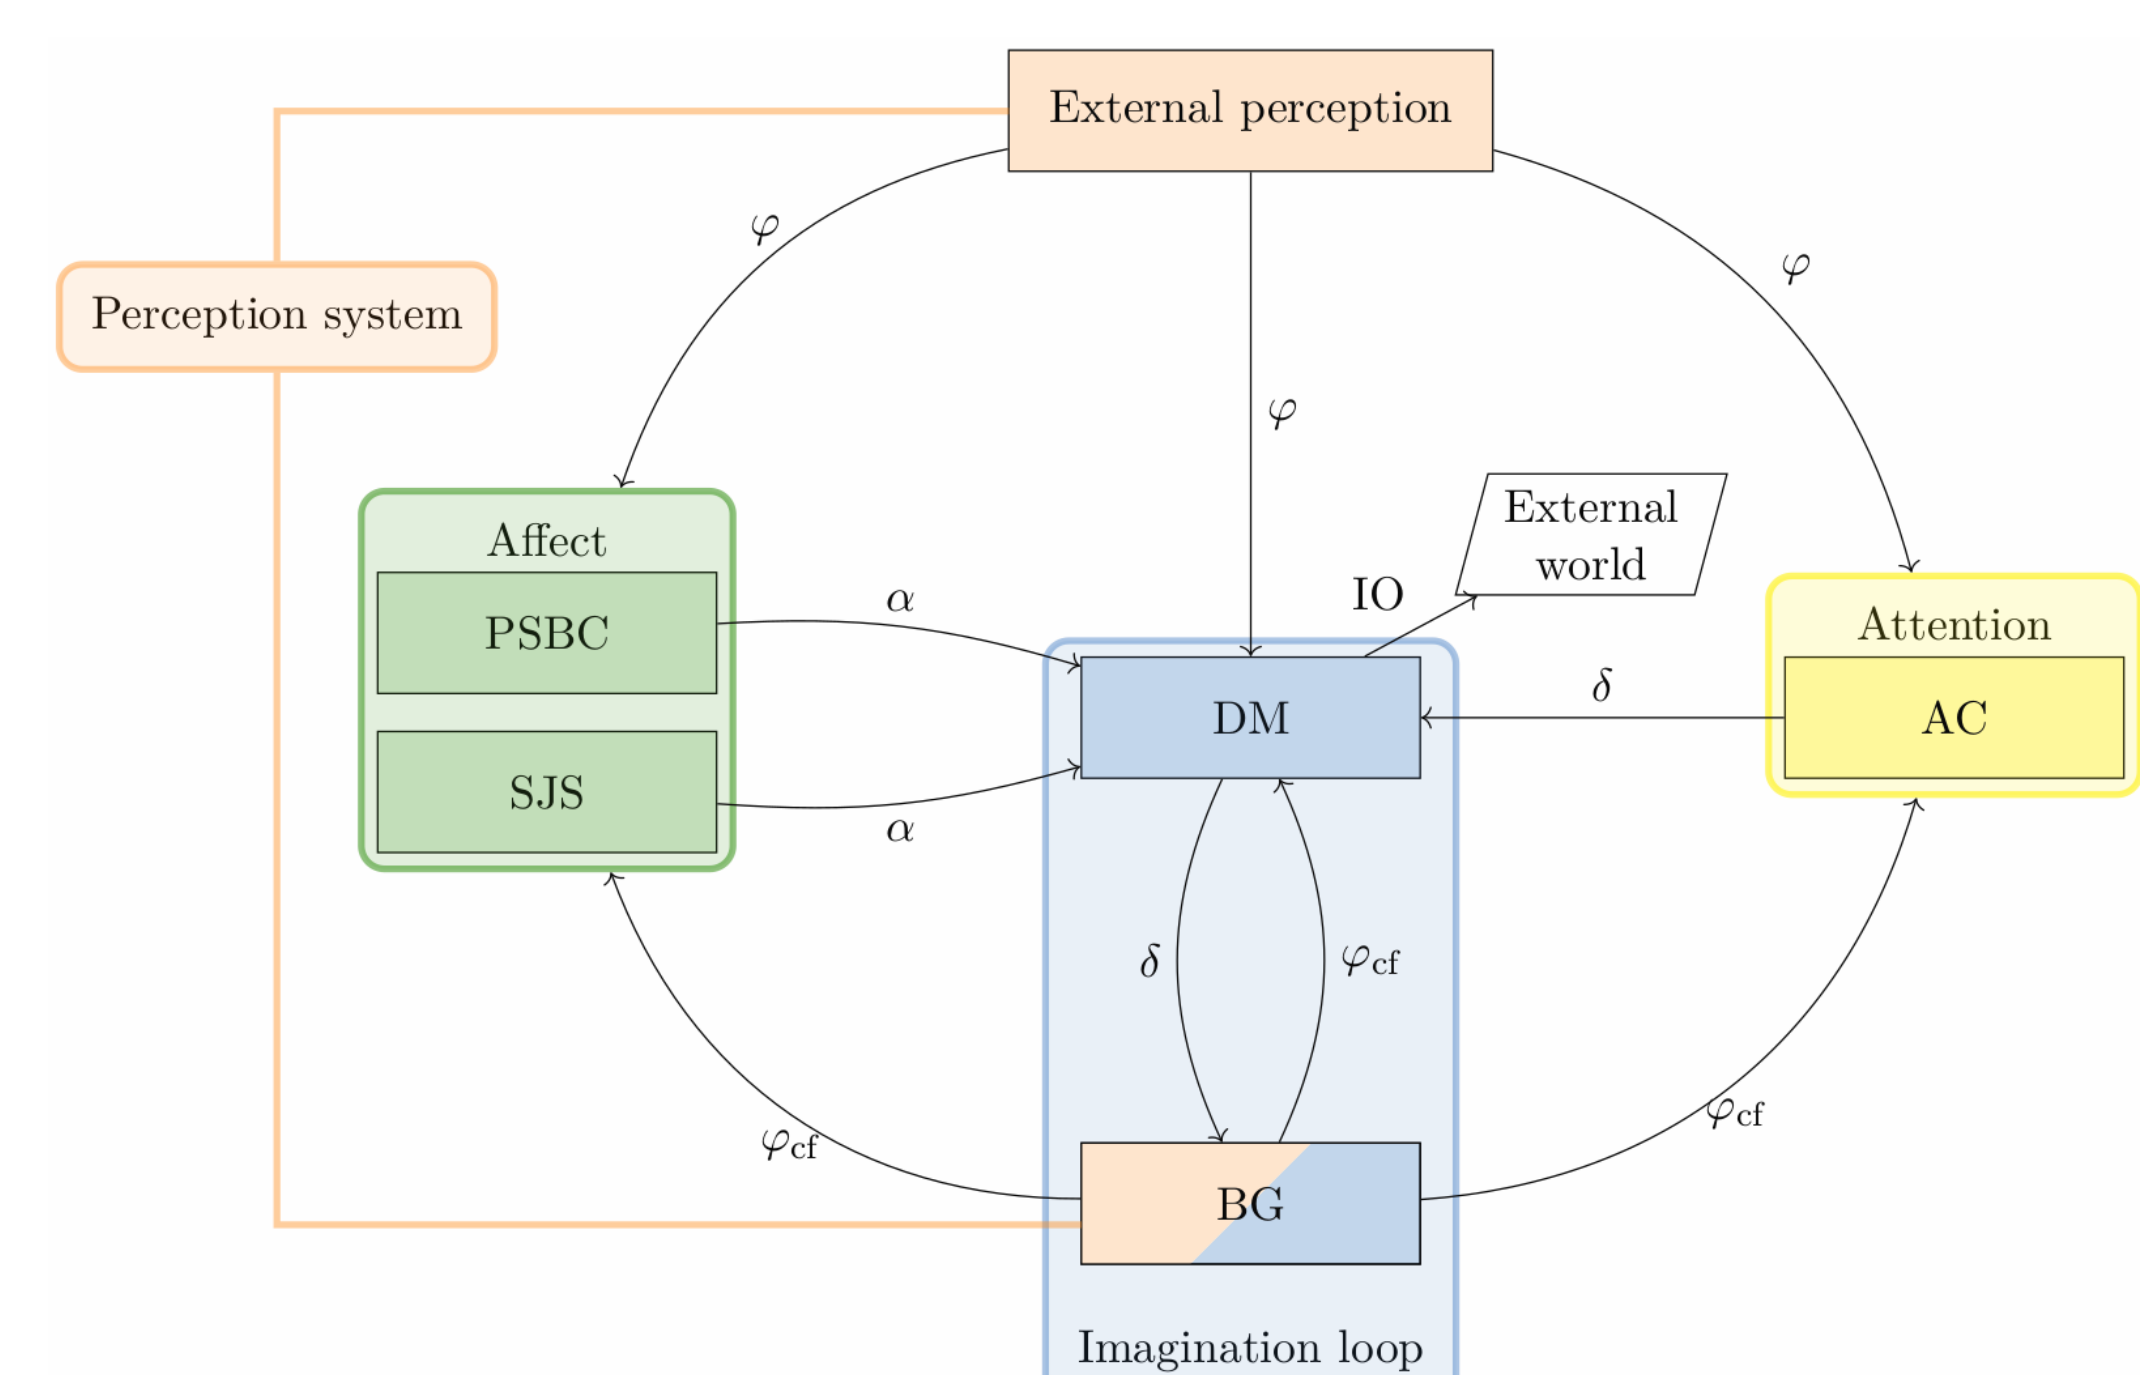 External perception
φ
φ
Perception system
φ
External
world
Affect
IO
α
Attention
PSBC
δ
DM
AC
SJS
α
δ
φcf
φcf
φcf
BG
Imagination loop